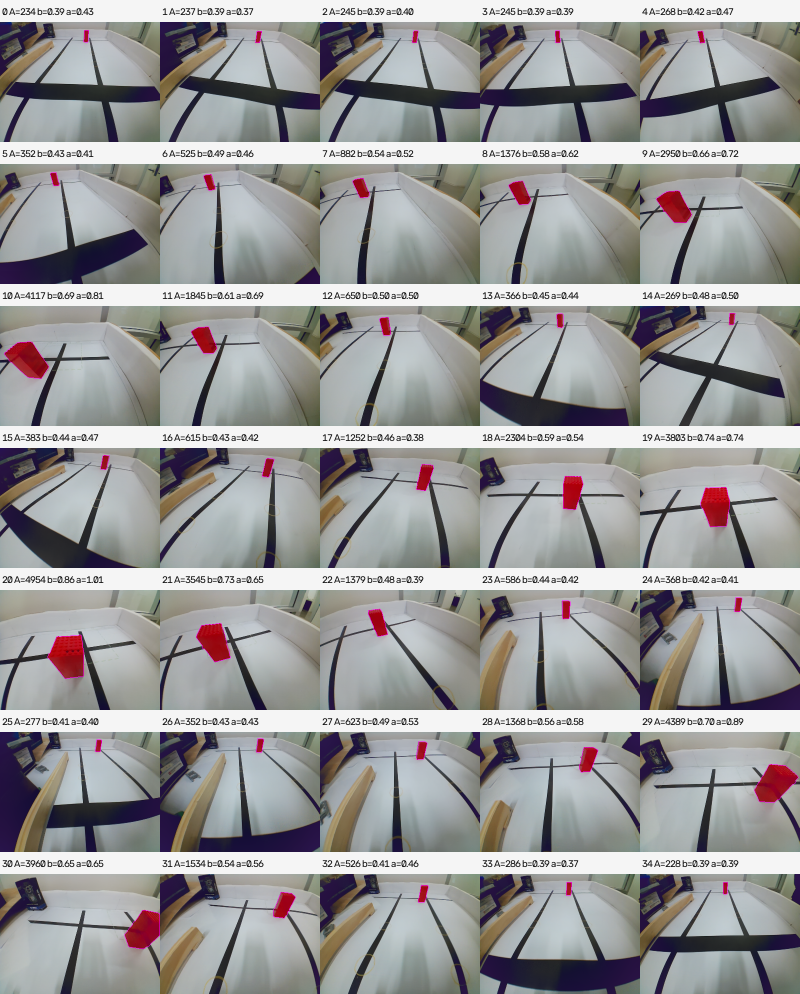 0 A=234 b=0.39 a=0.43
1 A=237 b=0.39 a=0.37
2 A=245 b=0.39 a=0.40
3 A=245 b=0.39 a=0.39
4 A=268 b=0.42 a=0.47
5 A=352 b=0.43 a=0.41
6 A=525 b=0.49 a=0.46
7 A=882 b=0.54 a=0.52
8 A=1376 b=0.58 a=0.62
9 A=2950 b=0.66 a=0.72
10 A=4117 b=0.69 a=0.81
11 A=1845 b=0.61 a=0.69
12 A=650 b=0.50 a=0.50
13 A=366 b=0.45 a=0.44
14 A=269 b=0.48 a=0.50
15 A=383 b=0.44 a=0.47
16 A=615 b=0.43 a=0.42
17 A=1252 b=0.46 a=0.38
18 A=2304 b=0.59 a=0.54
19 A=3803 b=0.74 a=0.74
20 A=4954 b=0.86 a=1.01
21 A=3545 b=0.73 a=0.65
22 A=1379 b=0.48 a=0.39
23 A=586 b=0.44 a=0.42
24 A=368 b=0.42 a=0.41
25 A=277 b=0.41 a=0.40
26 A=352 b=0.43 a=0.43
27 A=623 b=0.49 a=0.53
28 A=1368 b=0.56 a=0.58
29 A=4389 b=0.70 a=0.89
30 A=3960 b=0.65 a=0.65
31 A=1534 b=0.54 a=0.56
32 A=526 b=0.41 a=0.46
33 A=286 b=0.39 a=0.37
34 A=228 b=0.39 a=0.39